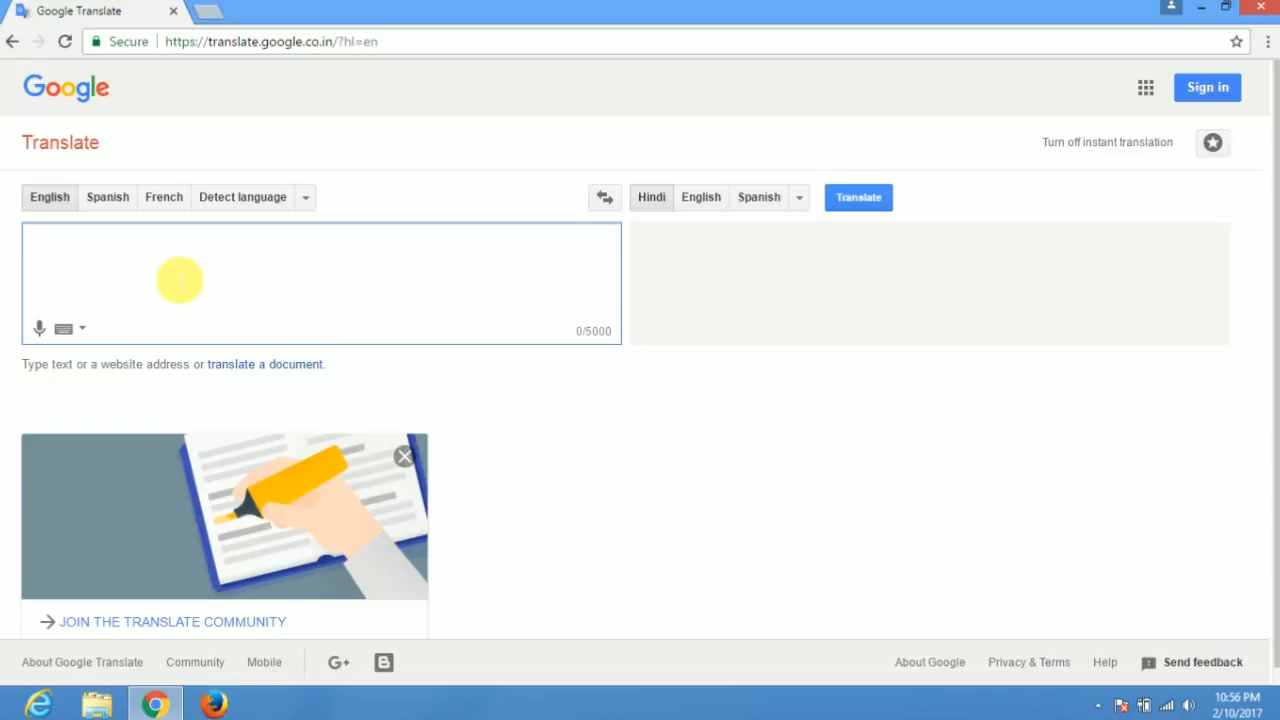 Google Translate
Secure https://translate.google.co.in/?hl=en
Google
Sign in
Translate
Turn off instant translation
English Spanish French Detect language
Hindi English Spanish Translate
0/5000
Type text or a website address or translate a document.
JOIN THE TRANSLATE COMMUNITY
About Google Translate Community Mobile G+ B About Google Privacy & Terms Help Send feedback
10:56 PM
2/10/2017